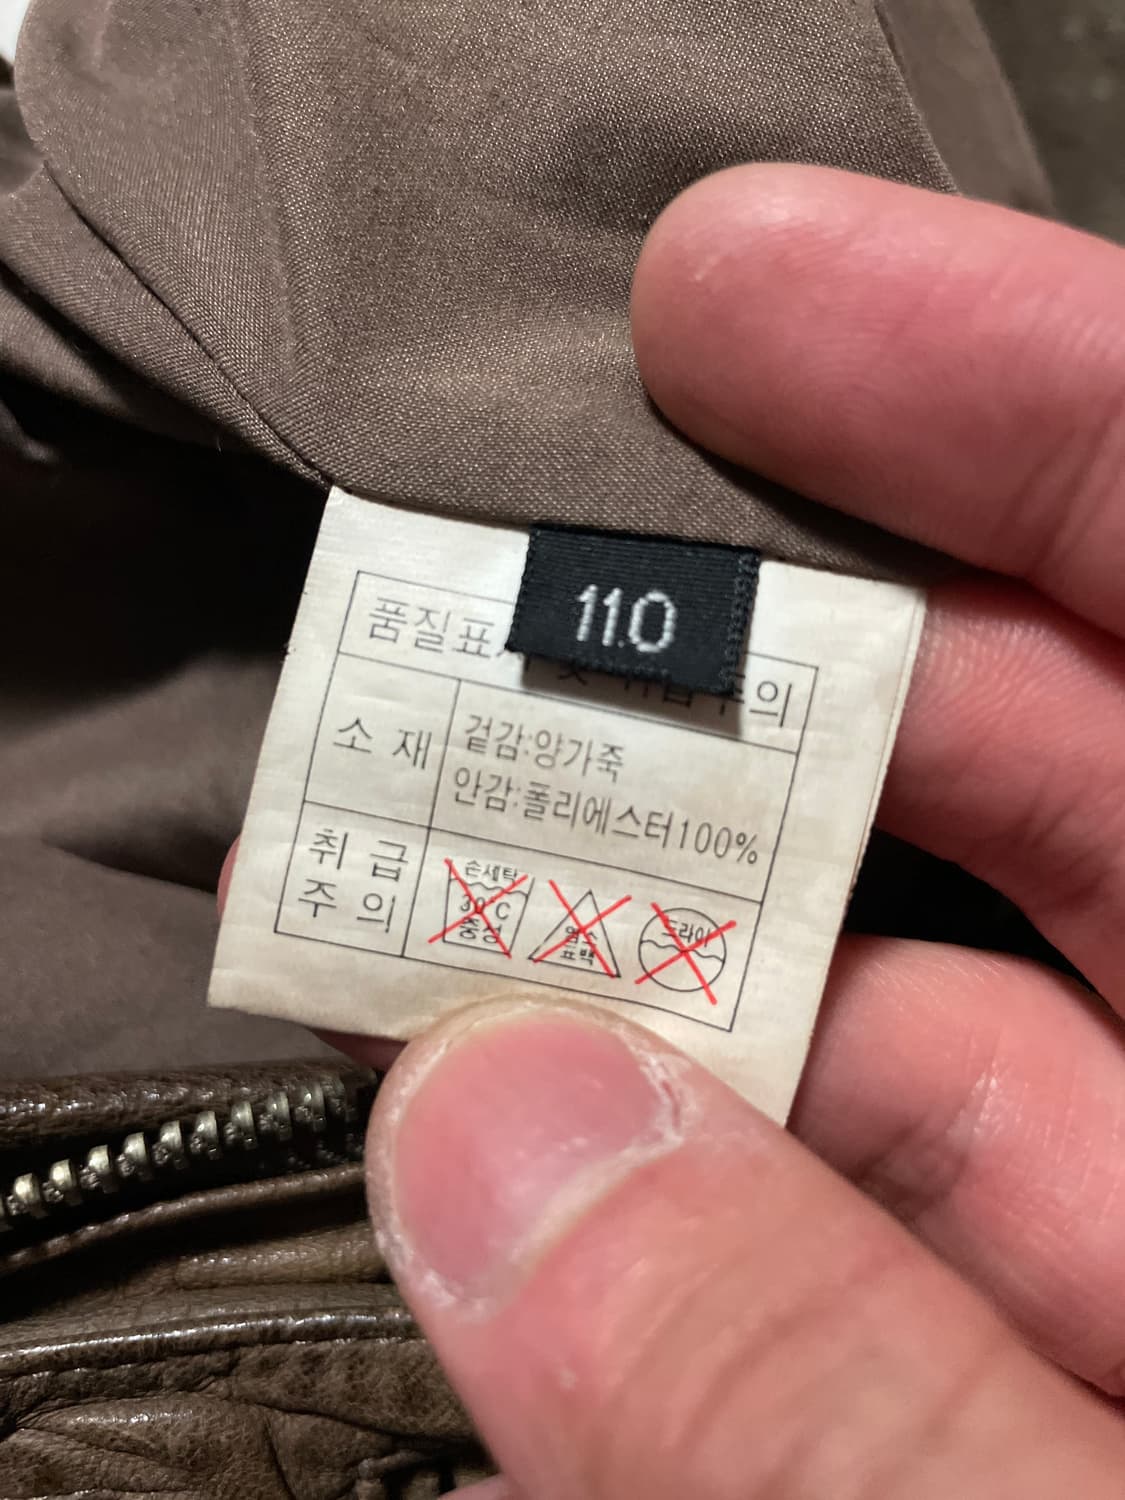 110
품질표 의
소 재
겉감:양가죽
안감:폴리에스터100%
취 급
주 의
손세탁
30°C
중성
염소
표백
드라이